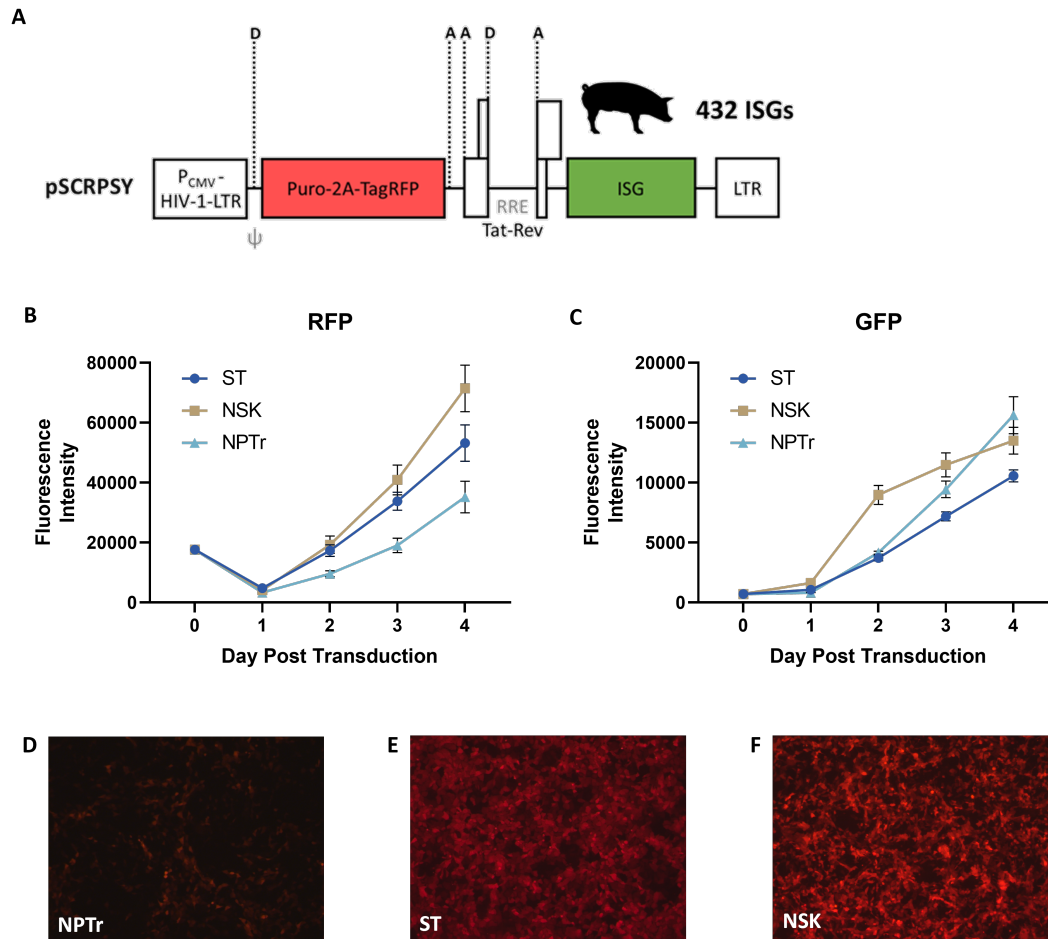 A
D A A D A
432 ISGs
pSCRPSY
P_CMV -
HIV-1-LTR
Puro-2A-TagRFP
ISG
LTR
RRE
Tat-Rev
ψ
B
RFP
80000
60000
40000
20000
0
Fluorescence
Intensity
ST
NSK
NPTr
0 1 2 3 4
Day Post Transduction
C
GFP
20000
15000
10000
5000
0
Fluorescence
Intensity
ST
NSK
NPTr
0 1 2 3 4
Day Post Transduction
D
NPTr
E
ST
F
NSK